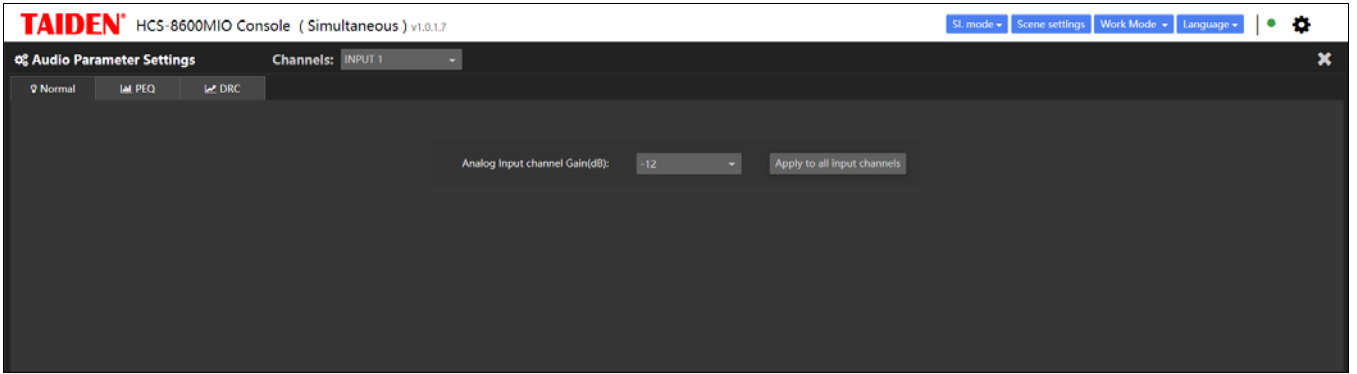 TAIDEN® HCS-8600MIO Console ( Simultaneous ) v1.0.1.7 SI. mode Scene settings Work Mode Language
Audio Parameter Settings Channels: INPUT 1
Normal PEQ DRC
Analog Input channel Gain(dB): -12 Apply to all input channels